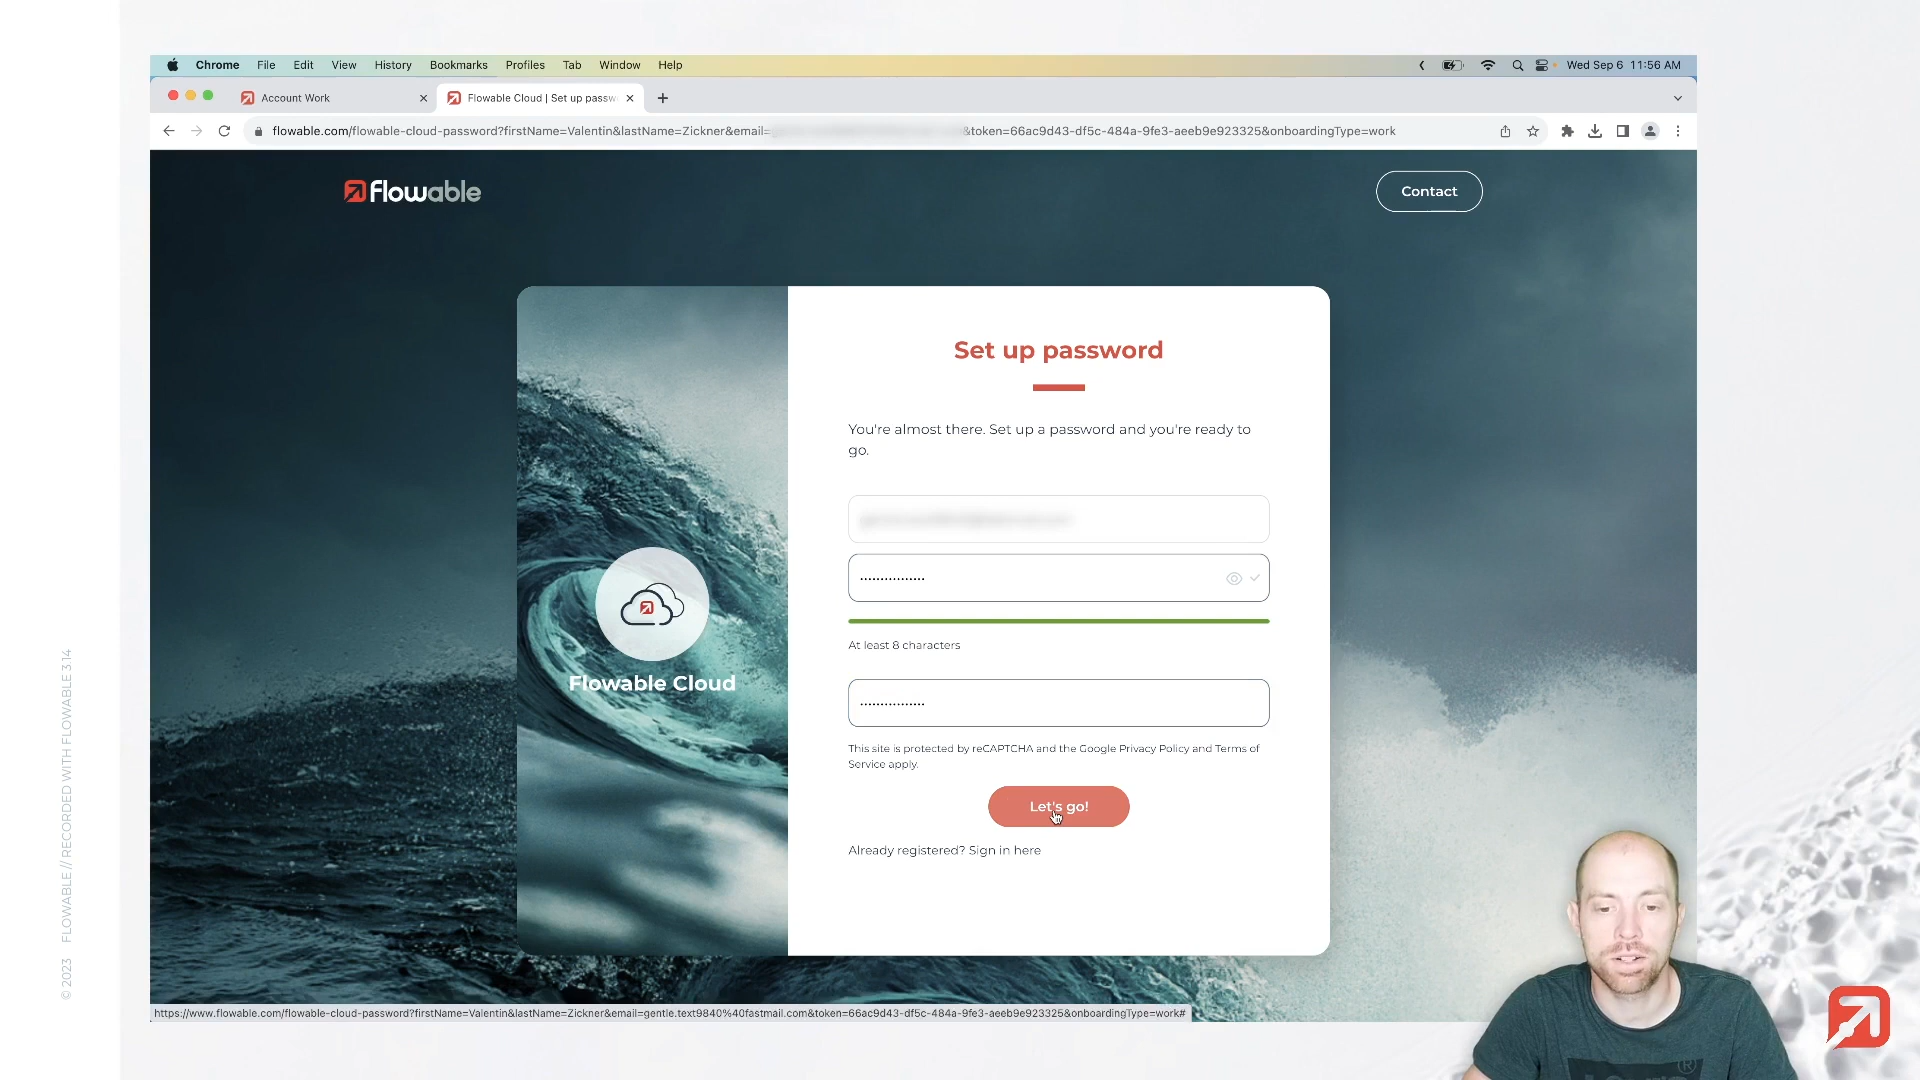 Chrome File Edit View History Bookmarks Profiles Tab Window Help
Wed Sep 6 11:56 AM
Account Work
Flowable Cloud | Set up passw
flowable.com/flowable-cloud-password?firstName=Valentin&lastName=Zickner&email=
&token=66ac9d43-df5c-484a-9fe3-aeeb9e923325&onboardingType=work
flowable
Contact
Set up password
You're almost there. Set up a password and you're ready to
go.
At least 8 characters
Flowable Cloud
This site is protected by reCAPTCHA and the Google Privacy Policy and Terms of
Service apply.
Let's go!
Already registered? Sign in here
https://www.flowable.com/flowable-cloud-password?firstName=Valentin&lastName=Zickner&email=gentle.text9840%40fastmail.com&token=66ac9d43-df5c-484a-9fe3-aeeb9e923325&onboardingType=work#
© 2023 FLOWABLE // RECORDED WITH FLOWABLE 3.14